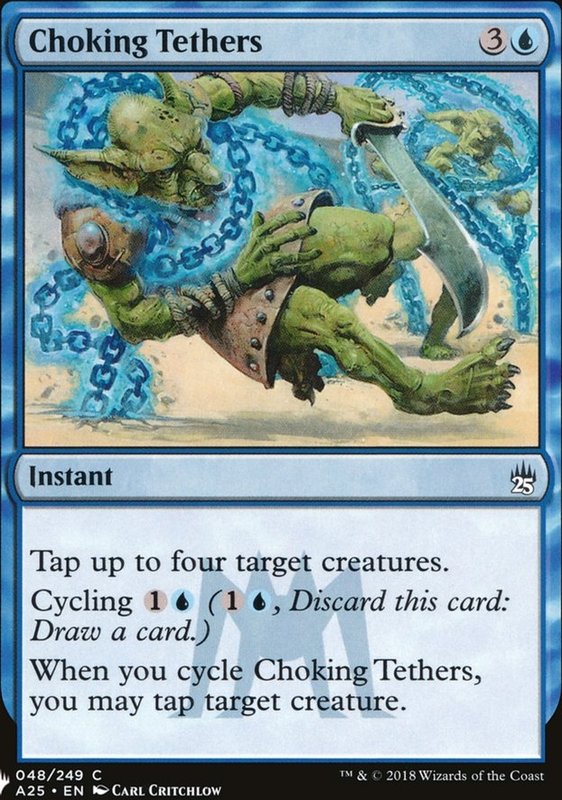 Choking Tethers 3
Instant
25
Tap up to four target creatures.
Cycling 1 (1, Discard this card:
Draw a card.)
When you cycle Choking Tethers,
you may tap target creature.
048/249 C
A25 • EN Carl Critchlow
™ & © 2018 Wizards of the Coast